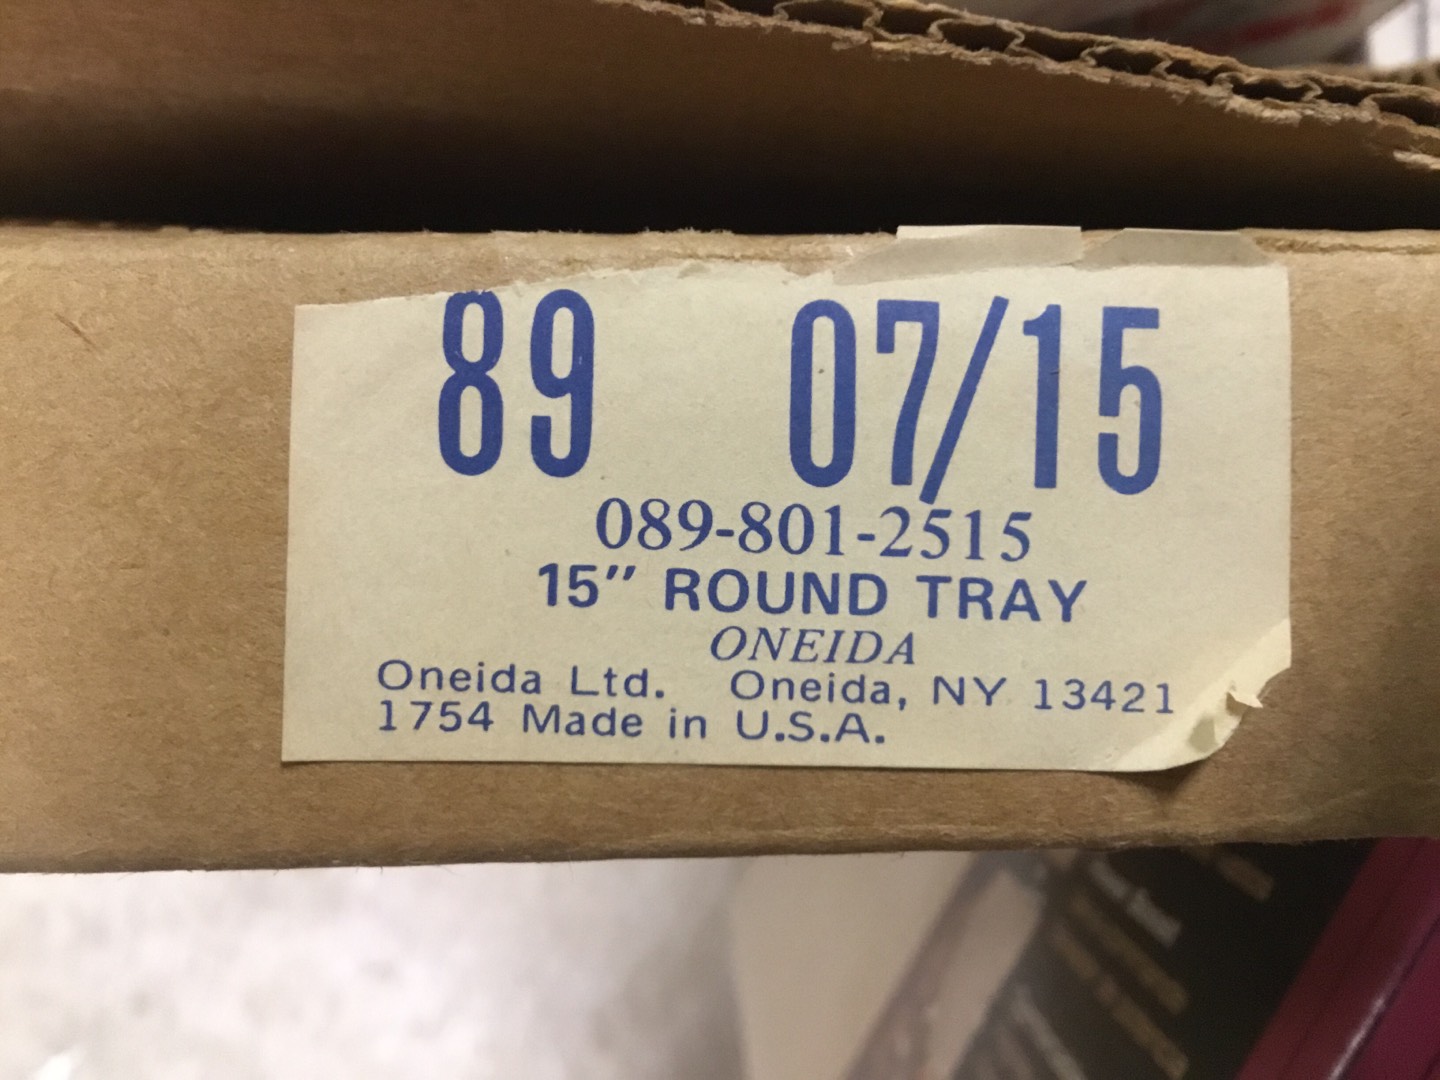 89 07/15
089-801-2515
15" ROUND TRAY
ONEIDA
Oneida Ltd. Oneida, NY 13421
1754 Made in U.S.A.